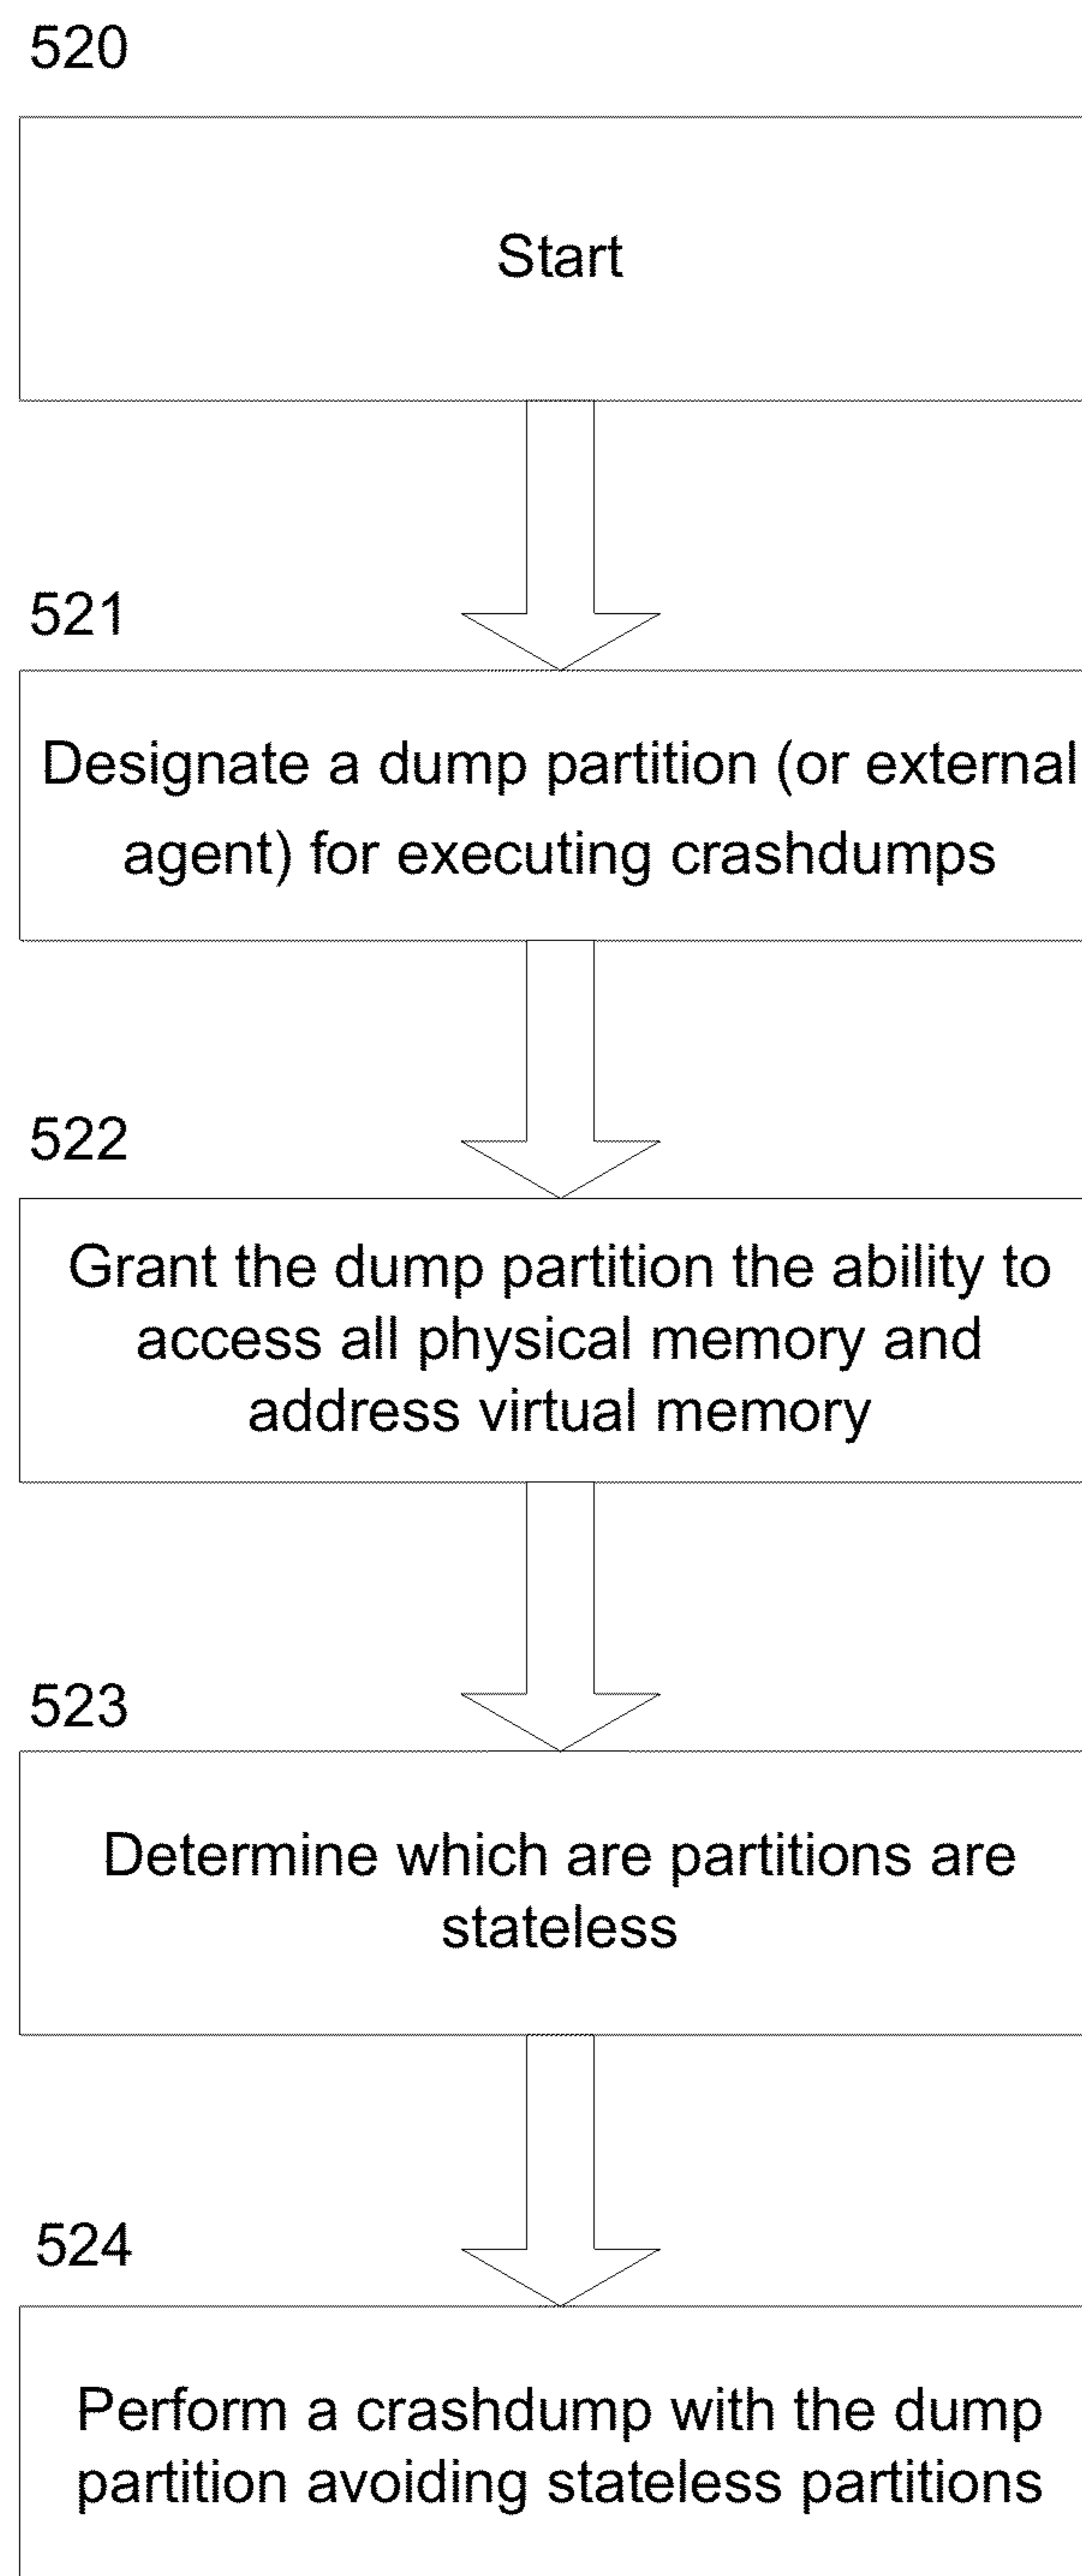 520
Start
521
Designate a dump partition (or external
agent) for executing crashdumps
522
Grant the dump partition the ability to
access all physical memory and
address virtual memory
523
Determine which are partitions are
stateless
524
Perform a crashdump with the dump
partition avoiding stateless partitions